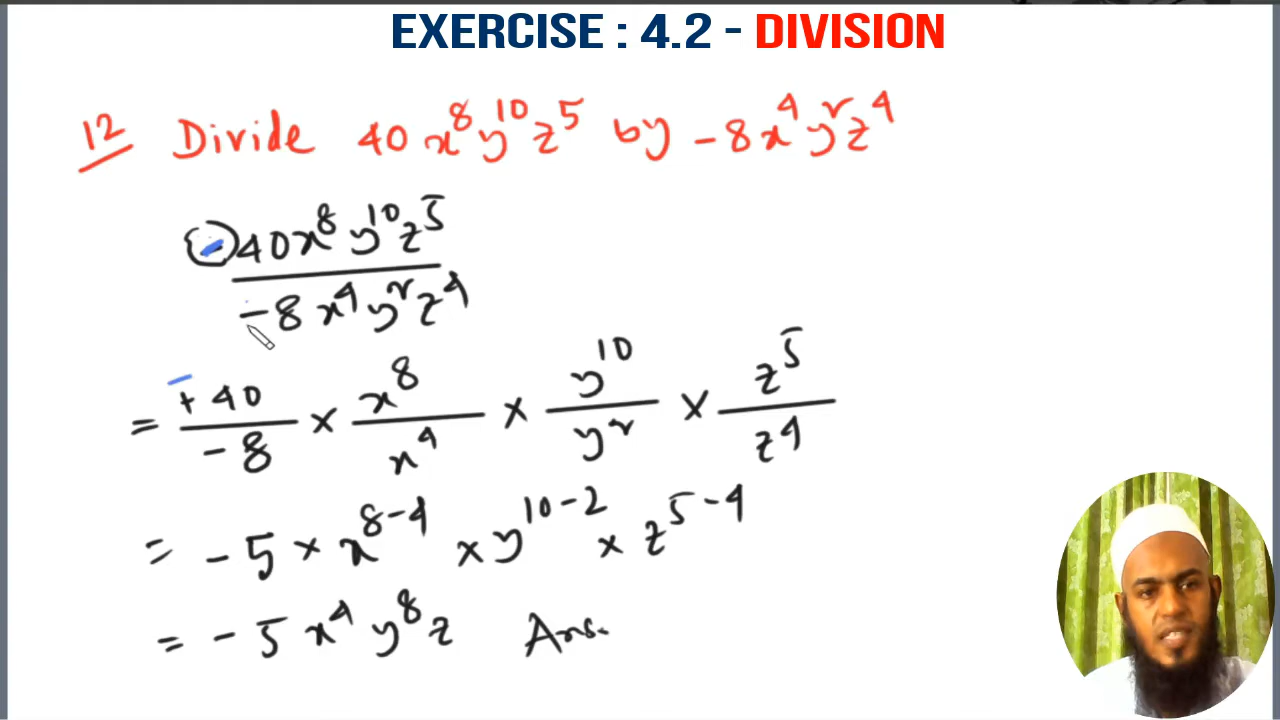 EXERCISE : 4.2 - DIVISION
12 Divide 40x⁸y¹⁰z⁵ by -8x⁴y²z⁴
-40x⁸y¹⁰z⁵
-8x⁴y²z⁴
= +40/-8 × x⁸/x⁴ × y¹⁰/y² × z⁵/z⁴
= -5 × x⁸⁻⁴ × y¹⁰⁻² × z⁵⁻⁴
= -5x⁴y⁸z Ans.